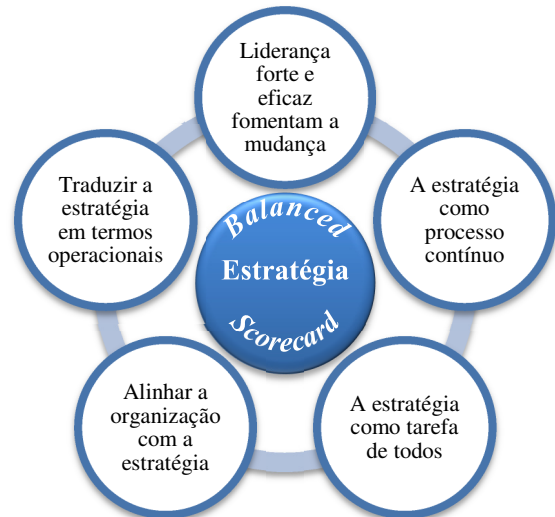 Liderança
forte e
eficaz
fomentam a
mudança
Traduzir a
estratégia
em termos
operacionais
A estratégia
como
processo
contínuo
Balanced
Estratégia
Scorecard
Alinhar a
organização
com a
estratégia
A estratégia
como tarefa
de todos